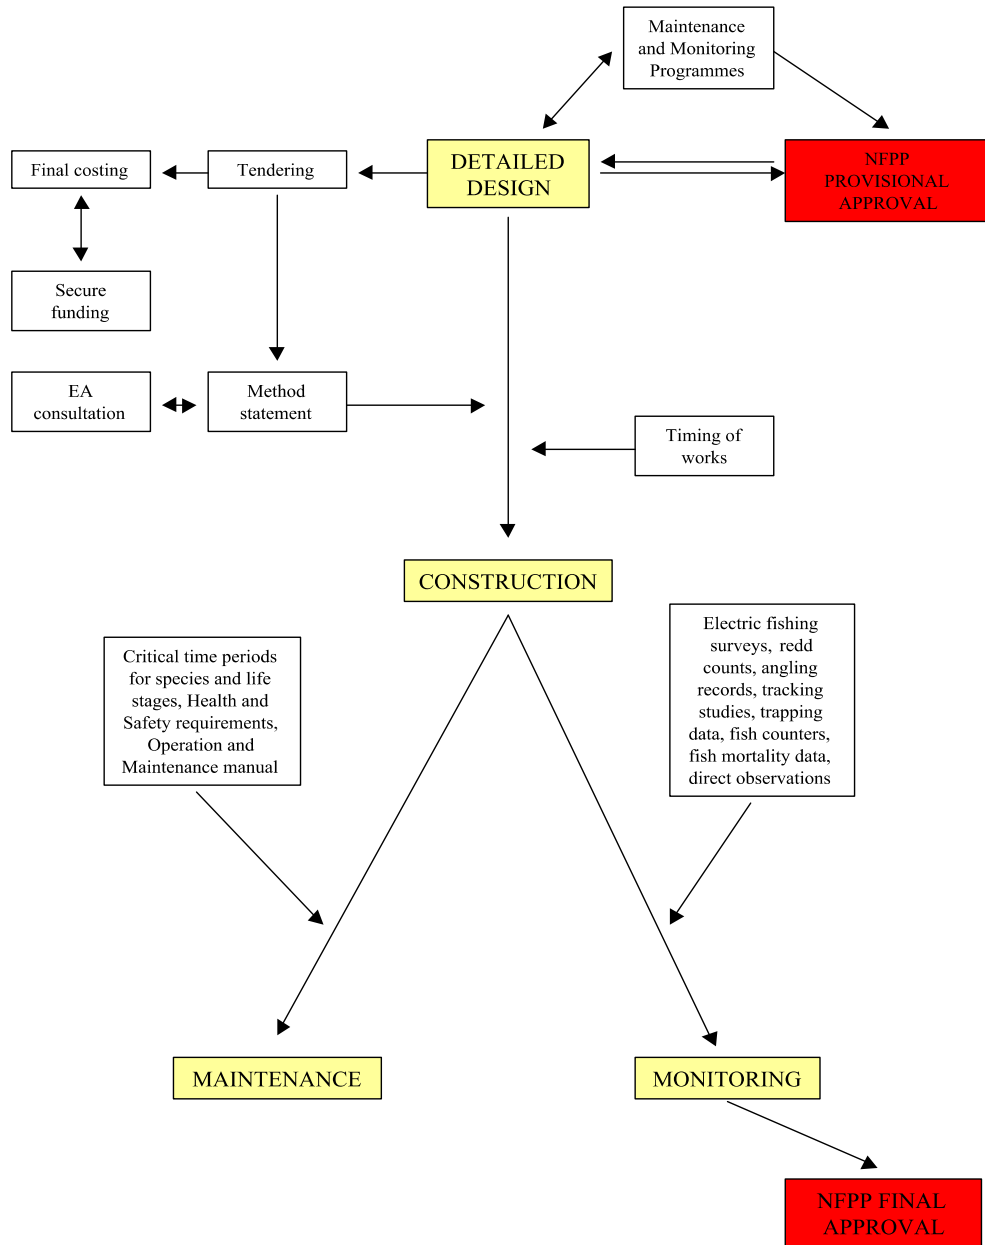 Maintenance
and Monitoring
Programmes
Final costing
Tendering
DETAILED
DESIGN
NFPP
PROVISIONAL
APPROVAL
Secure
funding
EA
consultation
Method
statement
Timing of
works
CONSTRUCTION
Critical time periods
for species and life
stages, Health and
Safety requirements,
Operation and
Maintenance manual
Electric fishing
surveys, redd
counts, angling
records, tracking
studies, trapping
data, fish counters,
fish mortality data,
direct observations
MAINTENANCE
MONITORING
NFPP FINAL
APPROVAL